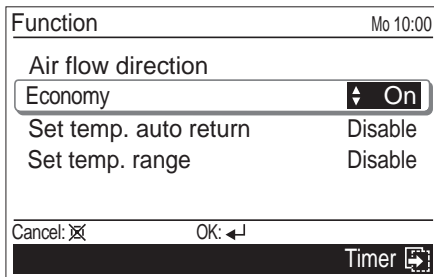 Function Mo 10:00
Air flow direction
Economy On
Set temp. auto return Disable
Set temp. range Disable
Cancel: OK:
Timer